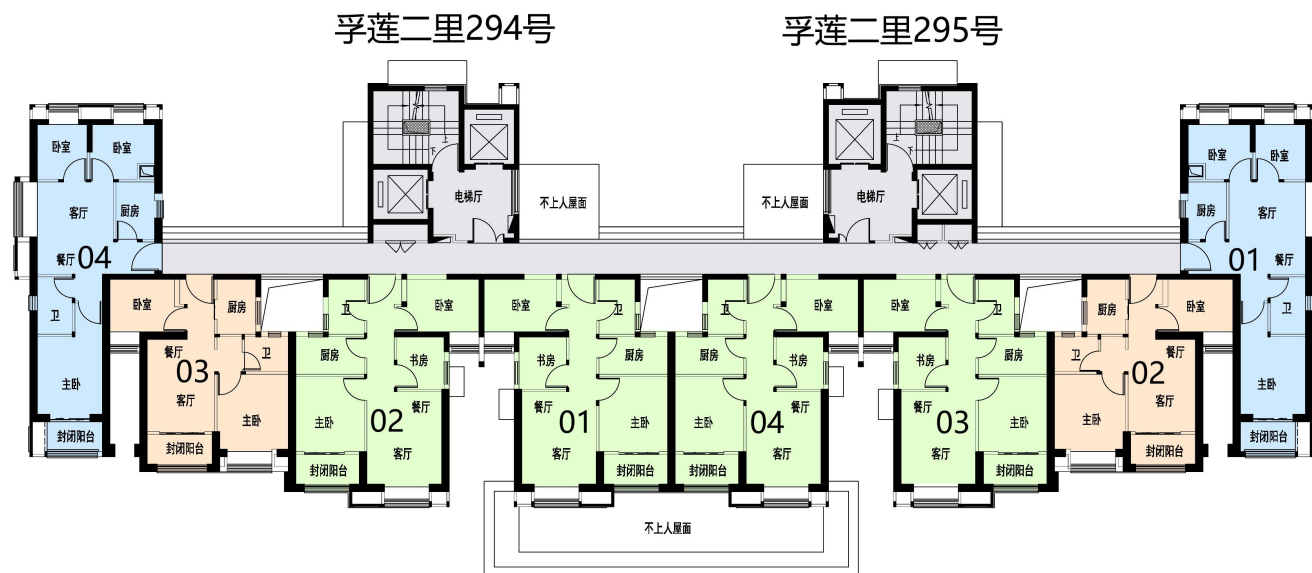 孚莲二里294号
孚莲二里295号
卧室
卧室
客厅
厨房
餐厅
04
卫
主卧
封闭阳台
上
下
电梯厅
不上人屋面
不上人屋面
电梯厅
上
下
卧室
卧室
厨房
客厅
01
餐厅
卫
主卧
封闭阳台
卧室
厨房
餐厅
03
卫
客厅
主卧
封闭阳台
卫
卧室
厨房
书房
餐厅
主卧
02
客厅
封闭阳台
卧室
卫
书房
厨房
餐厅
01
主卧
客厅
封闭阳台
卫
卧室
厨房
书房
餐厅
主卧
04
客厅
封闭阳台
卧室
卫
书房
厨房
餐厅
03
主卧
客厅
封闭阳台
厨房
卧室
卫
餐厅
02
客厅
主卧
封闭阳台
不上人屋面